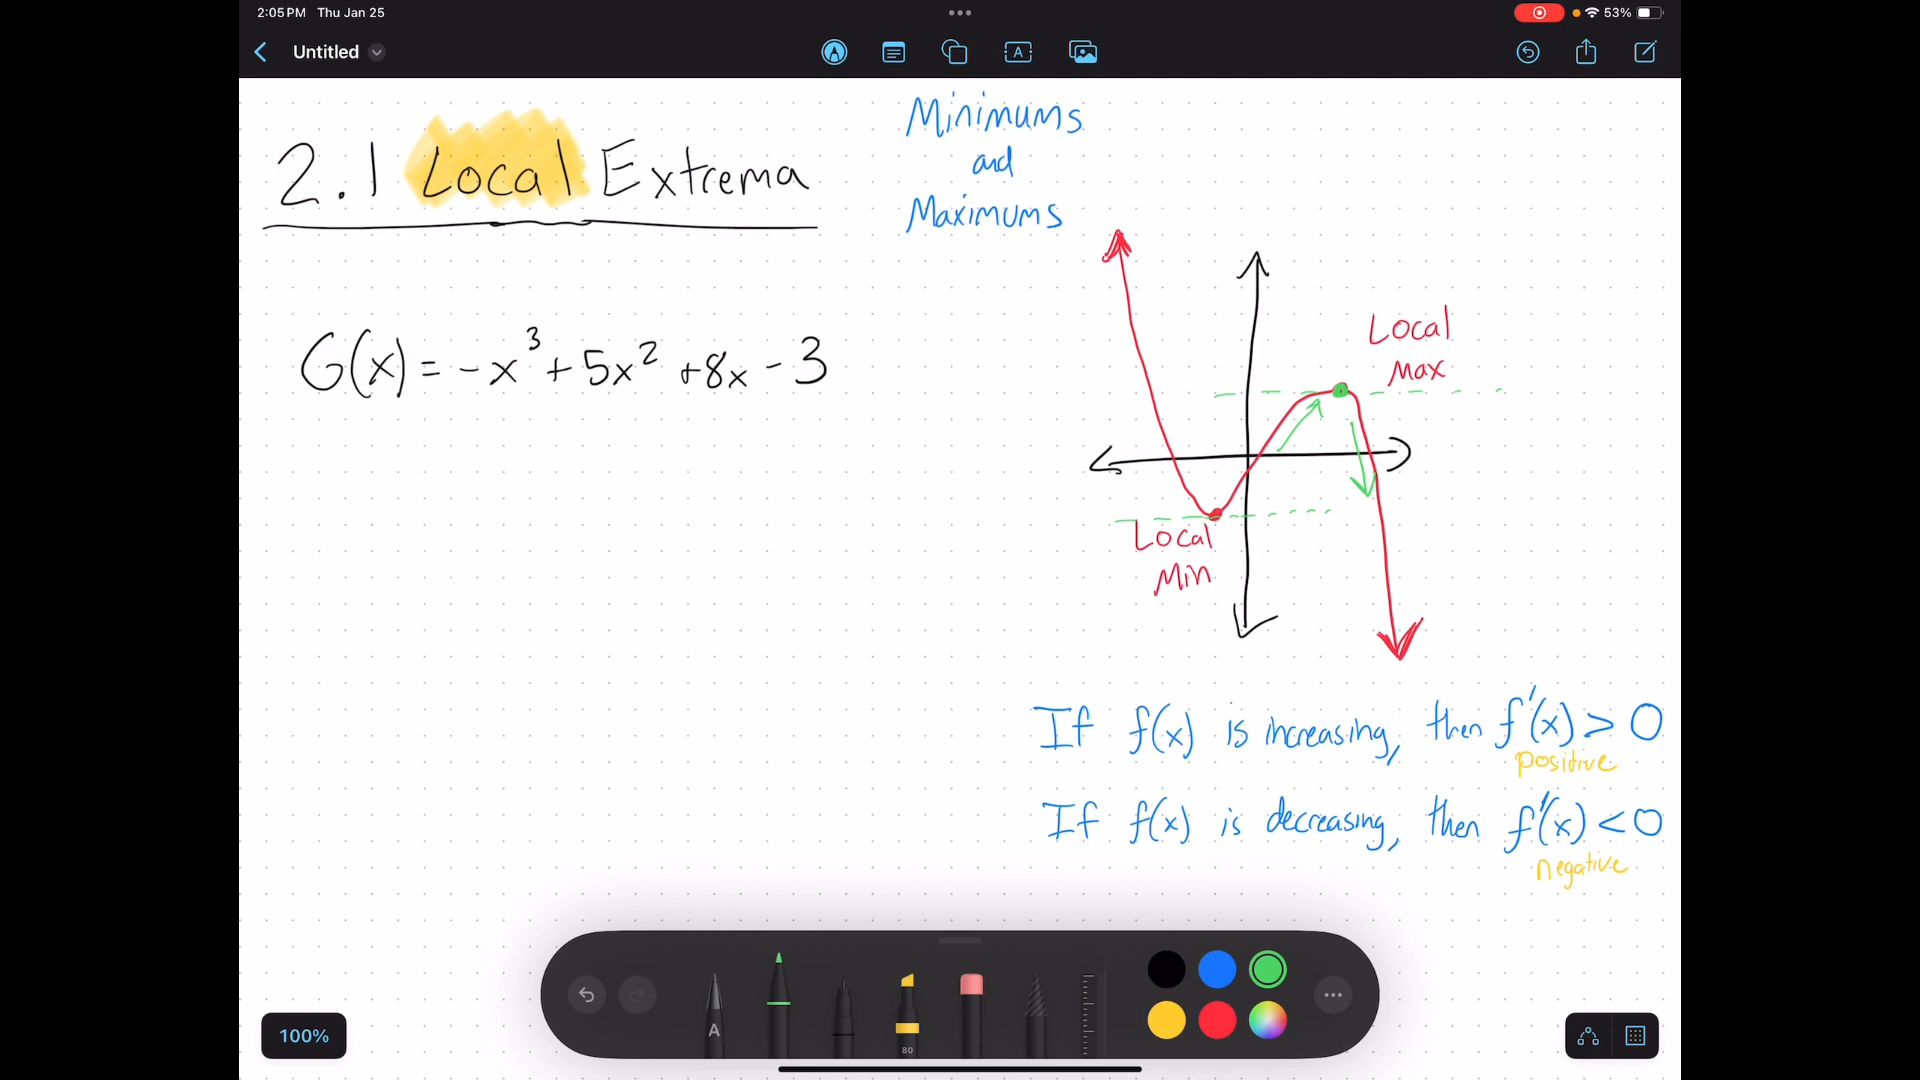 2:05 PM Thu Jan 25
53%
Untitled
A
Minimums
and
Maximums
2.1 Local Extrema
G(x) = -x³ + 5x² + 8x - 3
Local
Max
Local
Min
If f(x) is increasing, then f'(x) > 0
positive
If f(x) is decreasing, then f'(x) < 0
negative
A
80
100%